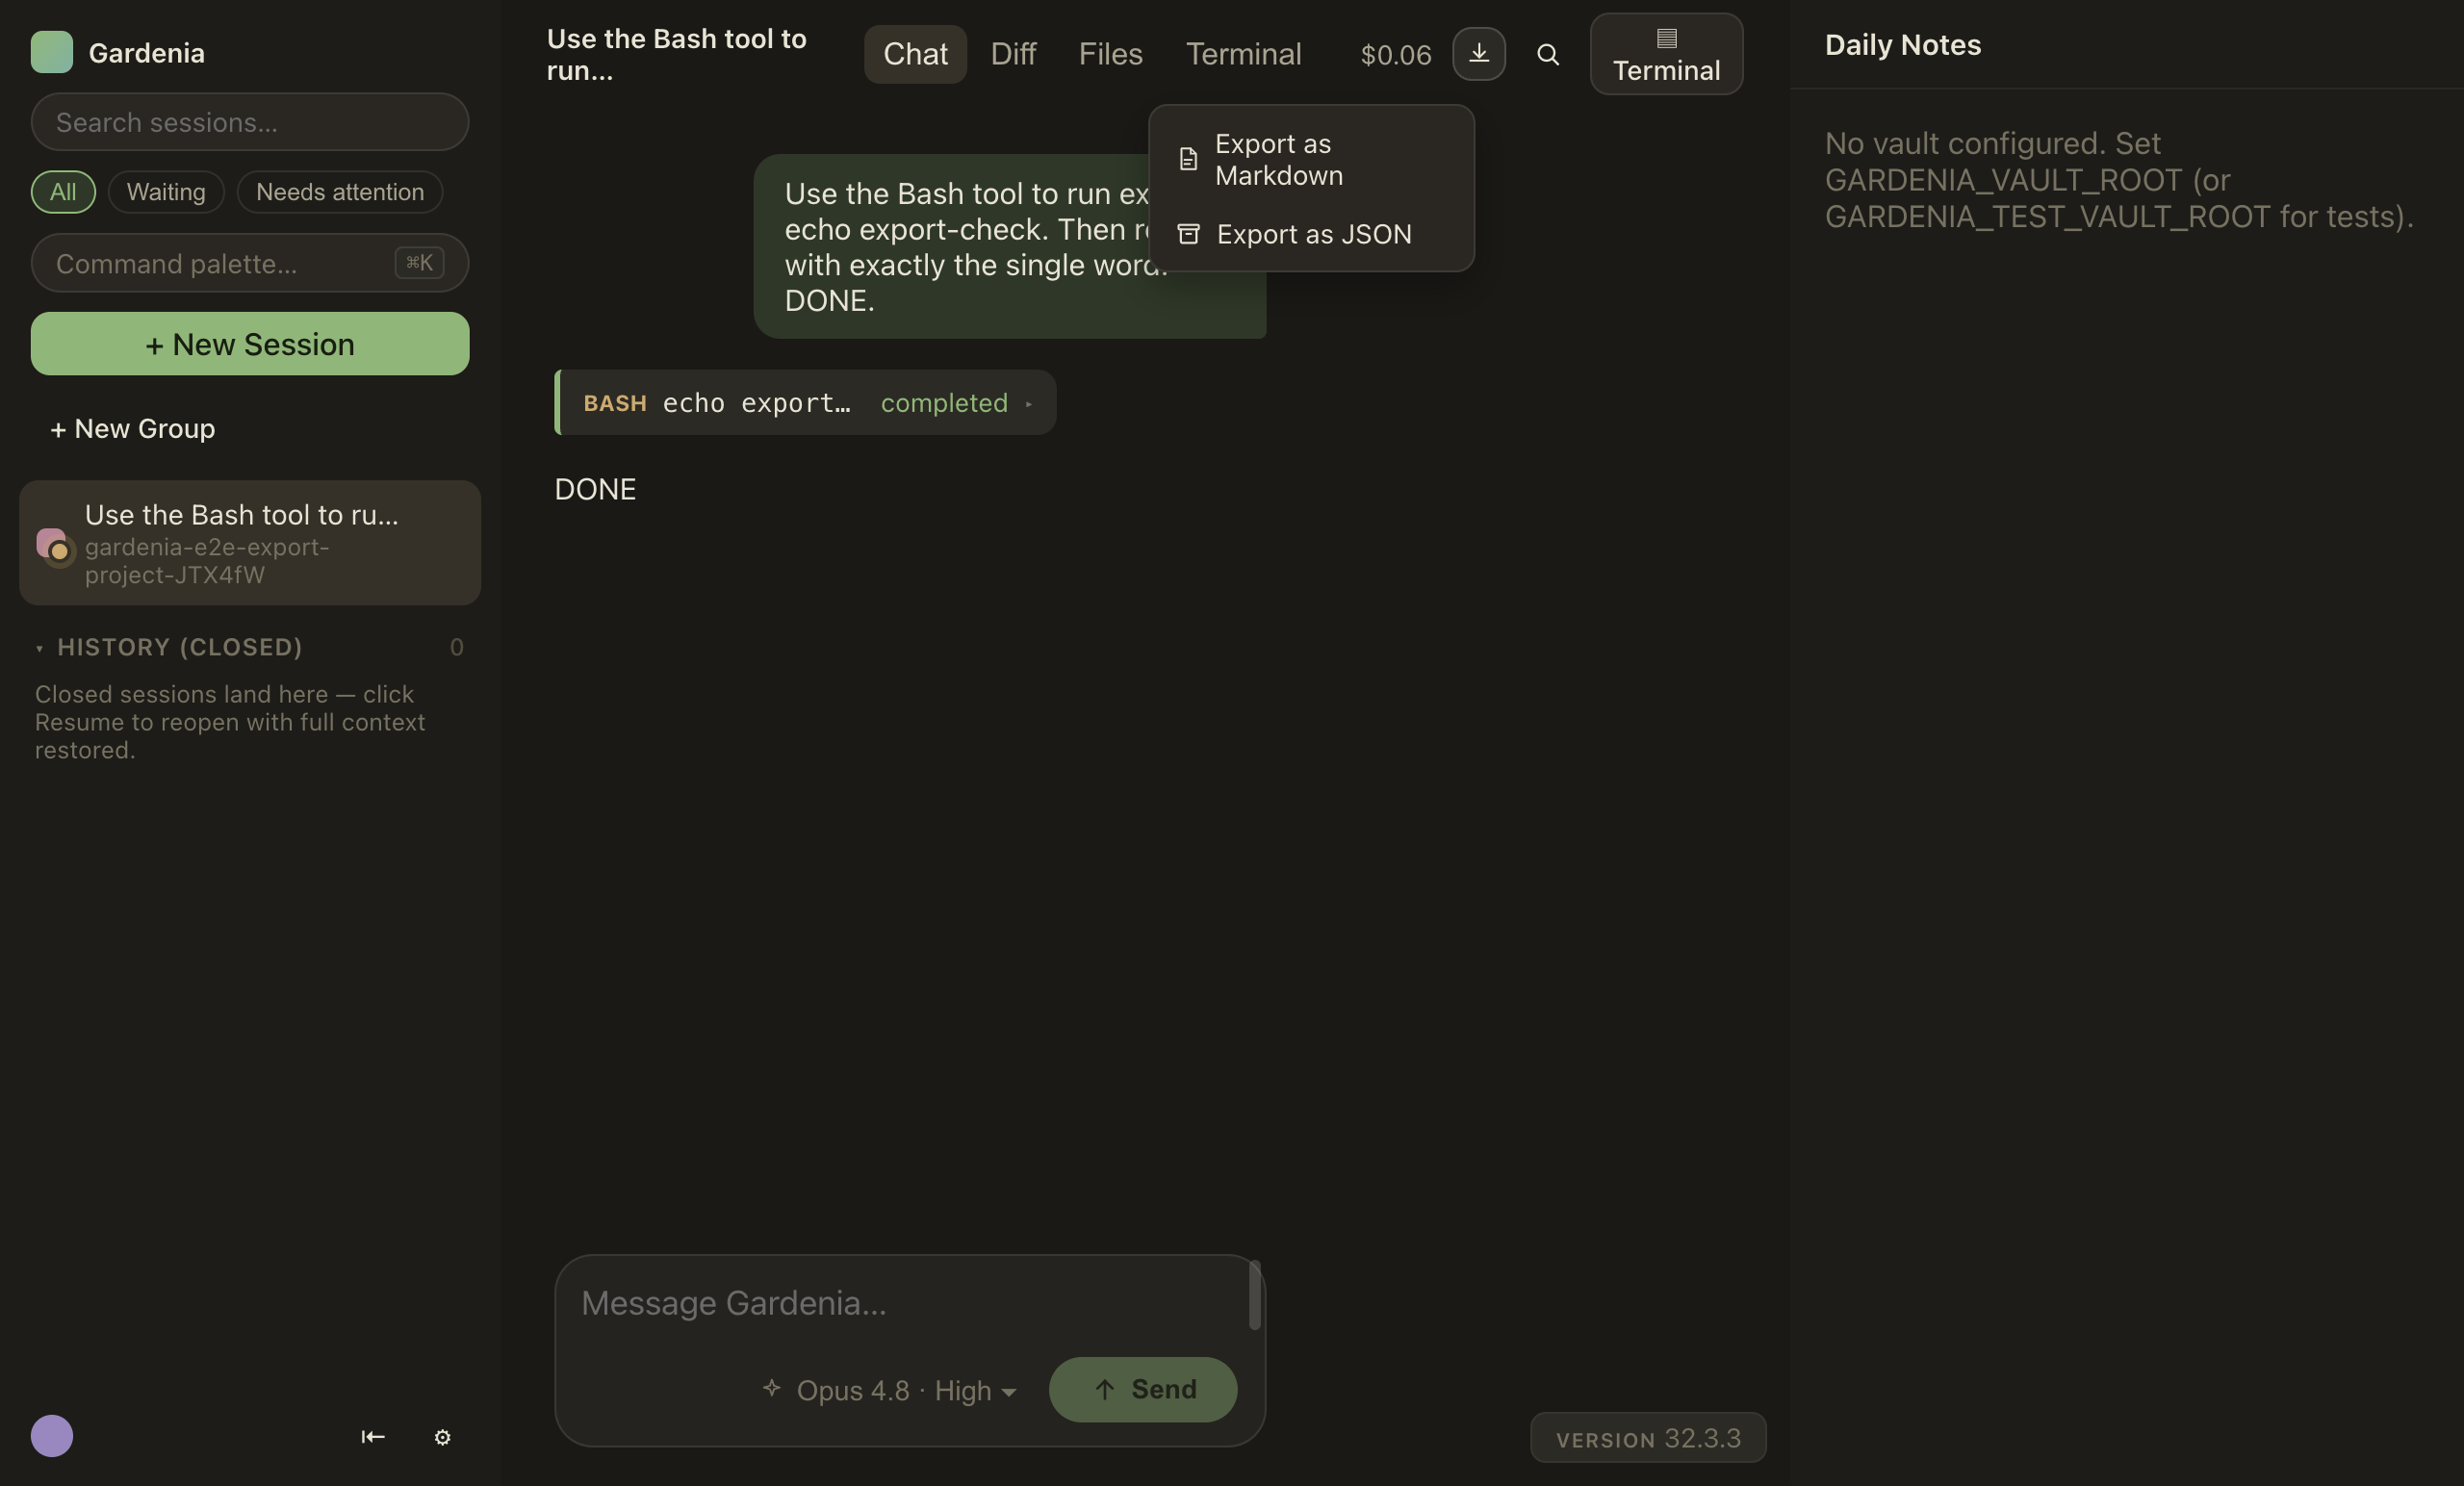 Gardenia
Search sessions...
All
Waiting
Needs attention
Command palette...
⌘K
+ New Session
+ New Group
Use the Bash tool to ru...
gardenia-e2e-export-
project-JTX4fW
HISTORY (CLOSED)
0
Closed sessions land here — click
Resume to reopen with full context
restored.
Use the Bash tool to
run...
Chat
Diff
Files
Terminal
$0.06
Terminal
Export as
Markdown
Export as JSON
Use the Bash tool to run
echo export-check. Then
with exactly the single word:
DONE.
BASH echo export… completed
DONE
Message Gardenia...
Opus 4.8 · High
Send
VERSION 32.3.3
Daily Notes
No vault configured. Set
GARDENIA_VAULT_ROOT (or
GARDENIA_TEST_VAULT_ROOT for tests).